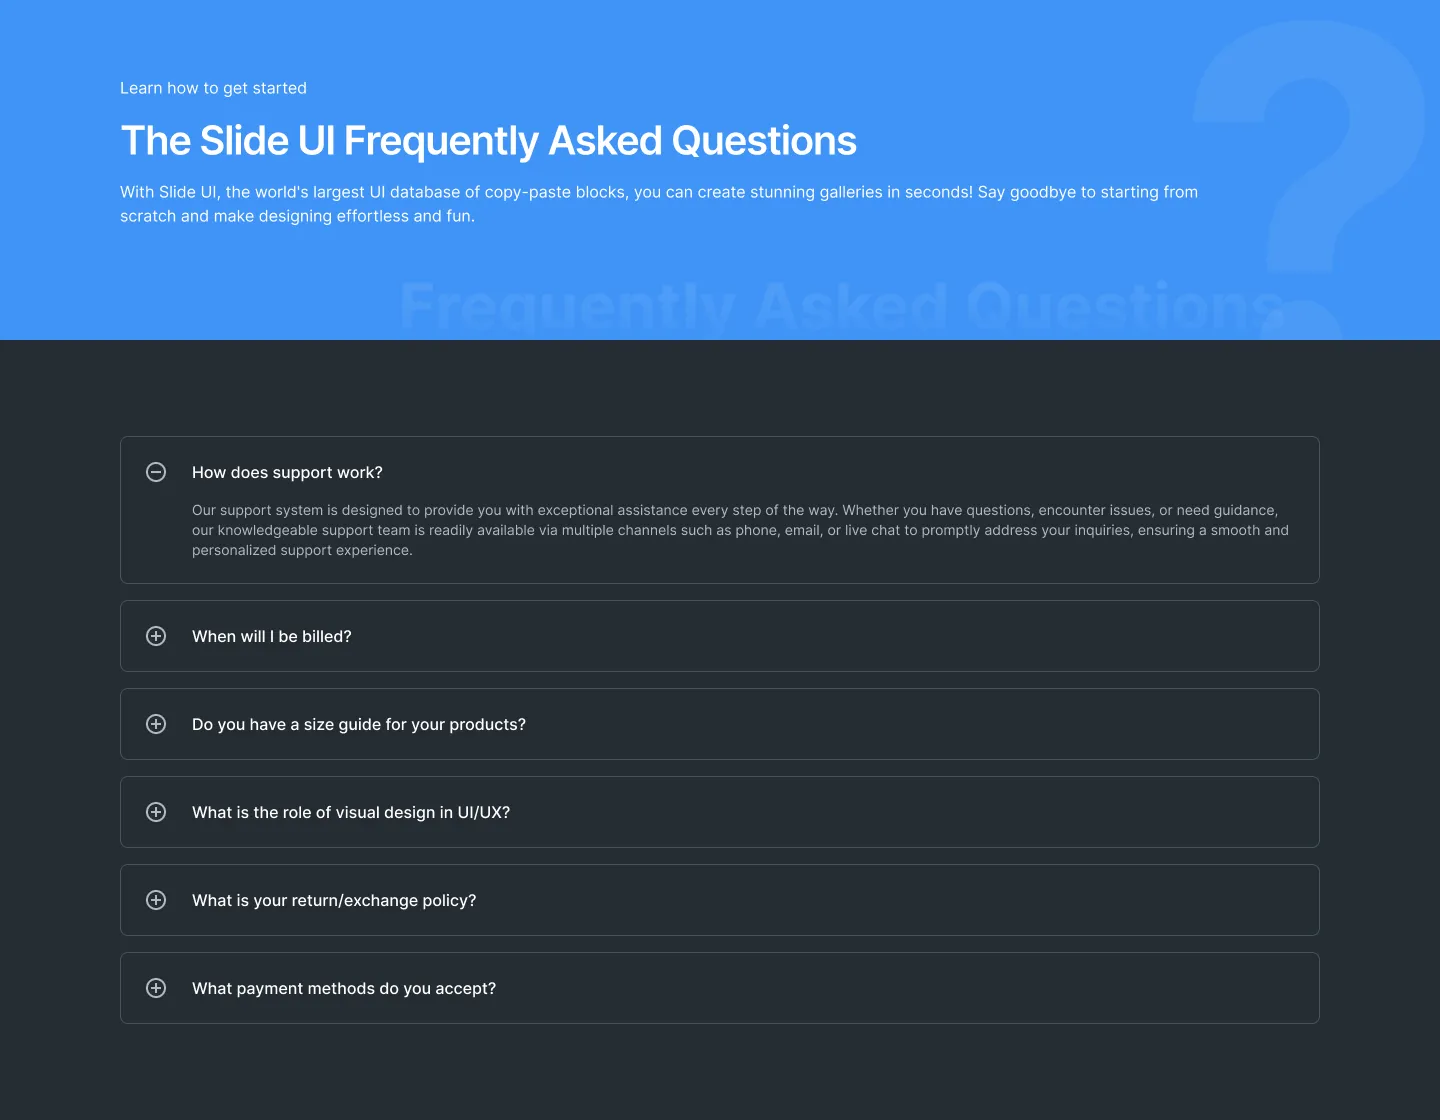 Learn how to get started
The Slide UI Frequently Asked Questions
With Slide UI, the world's largest UI database of copy-paste blocks, you can create stunning galleries in seconds! Say goodbye to starting from
scratch and make designing effortless and fun.
?
Frequently Asked Questions
How does support work?
Our support system is designed to provide you with exceptional assistance every step of the way. Whether you have questions, encounter issues, or need guidance,
our knowledgeable support team is readily available via multiple channels such as phone, email, or live chat to promptly address your inquiries, ensuring a smooth and
personalized support experience.
When will I be billed?
Do you have a size guide for your products?
What is the role of visual design in UI/UX?
What is your return/exchange policy?
What payment methods do you accept?